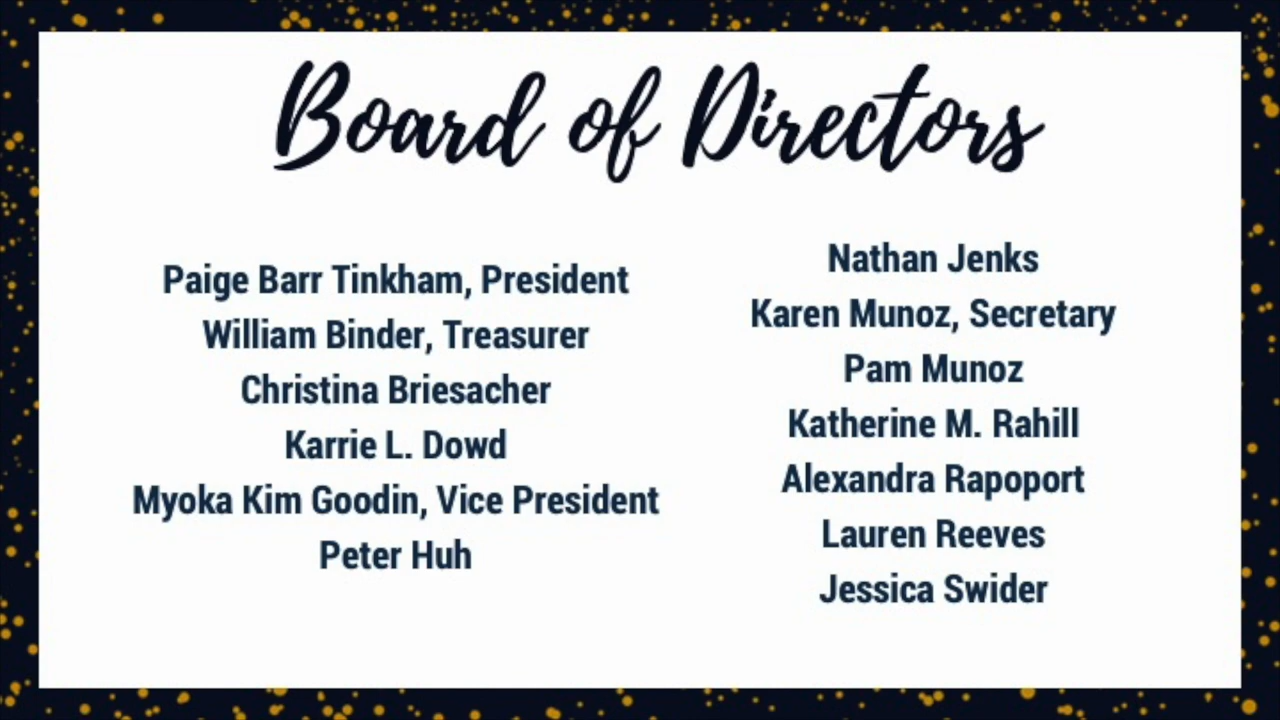 Board of Directors
Paige Barr Tinkham, President
William Binder, Treasurer
Christina Briesacher
Karrie L. Dowd
Myoka Kim Goodin, Vice President
Peter Huh
Nathan Jenks
Karen Munoz, Secretary
Pam Munoz
Katherine M. Rahill
Alexandra Rapoport
Lauren Reeves
Jessica Swider